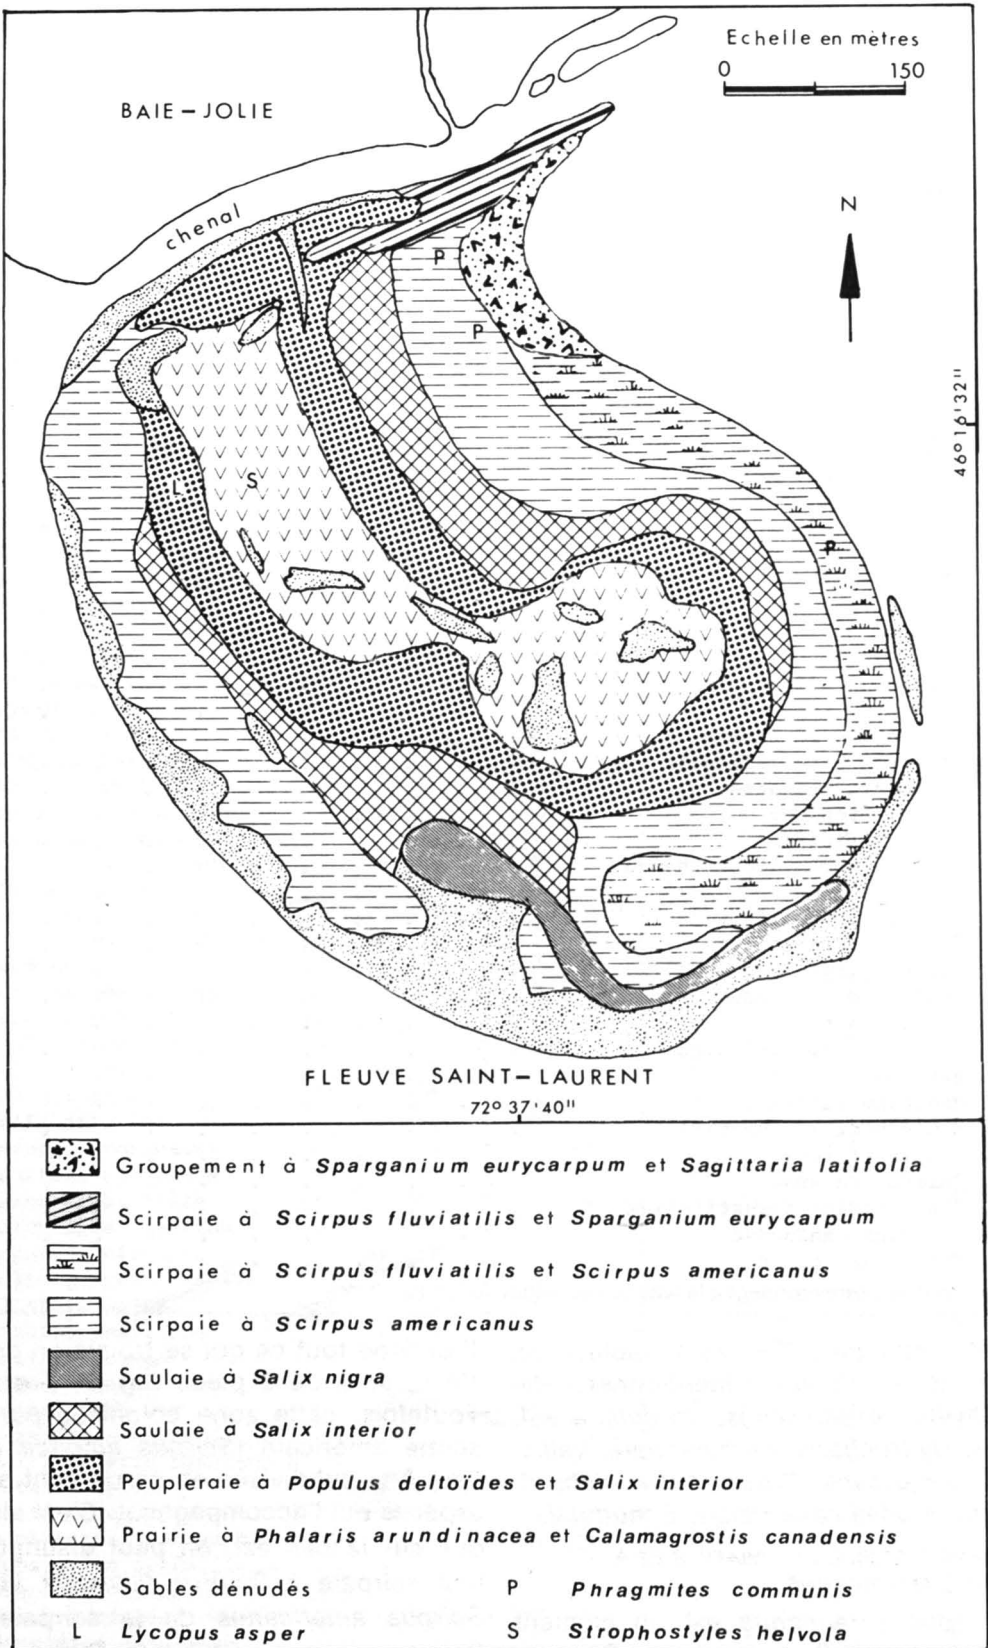 Echelle en mètres
0 150
BAIE–JOLIE
chenal
N
P
P
46° 16'32"
L
S
P
FLEUVE SAINT–LAURENT
72° 37'40"
Groupement à Sparganium eurycarpum et Sagittaria latifolia
Scirpaie à Scirpus fluviatilis et Sparganium eurycarpum
Scirpaie à Scirpus fluviatilis et Scirpus americanus
Scirpaie à Scirpus americanus
Saulaie à Salix nigra
Saulaie à Salix interior
Peupleraie à Populus deltoïdes et Salix interior
Prairie à Phalaris arundinacea et Calamagrostis canadensis
Sables dénudés P Phragmites communis
L Lycopus asper S Strophostyles helvola